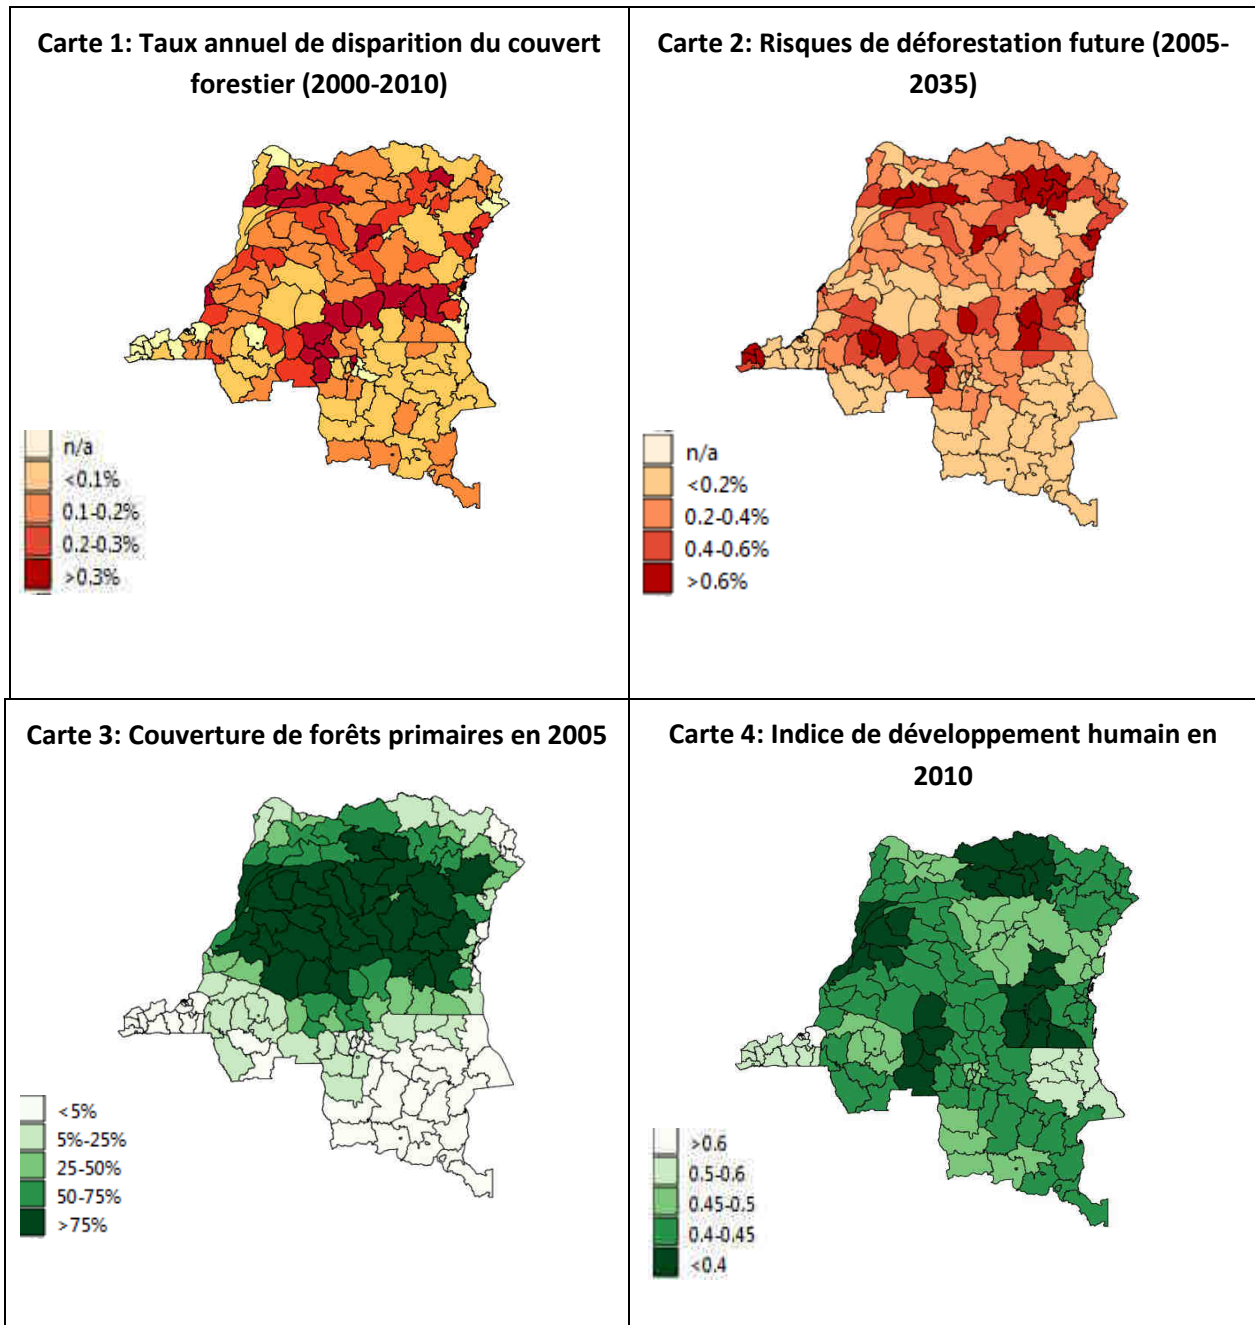 Carte 1: Taux annuel de disparition du couvert
forestier (2000-2010)
n/a
<0.1%
0.1-0.2%
0.2-0.3%
>0.3%
Carte 2: Risques de déforestation future (2005-
2035)
n/a
<0.2%
0.2-0.4%
0.4-0.6%
>0.6%
Carte 3: Couverture de forêts primaires en 2005
<5%
5%-25%
25-50%
50-75%
>75%
Carte 4: Indice de développement humain en
2010
>0.6
0.5-0.6
0.45-0.5
0.4-0.45
<0.4